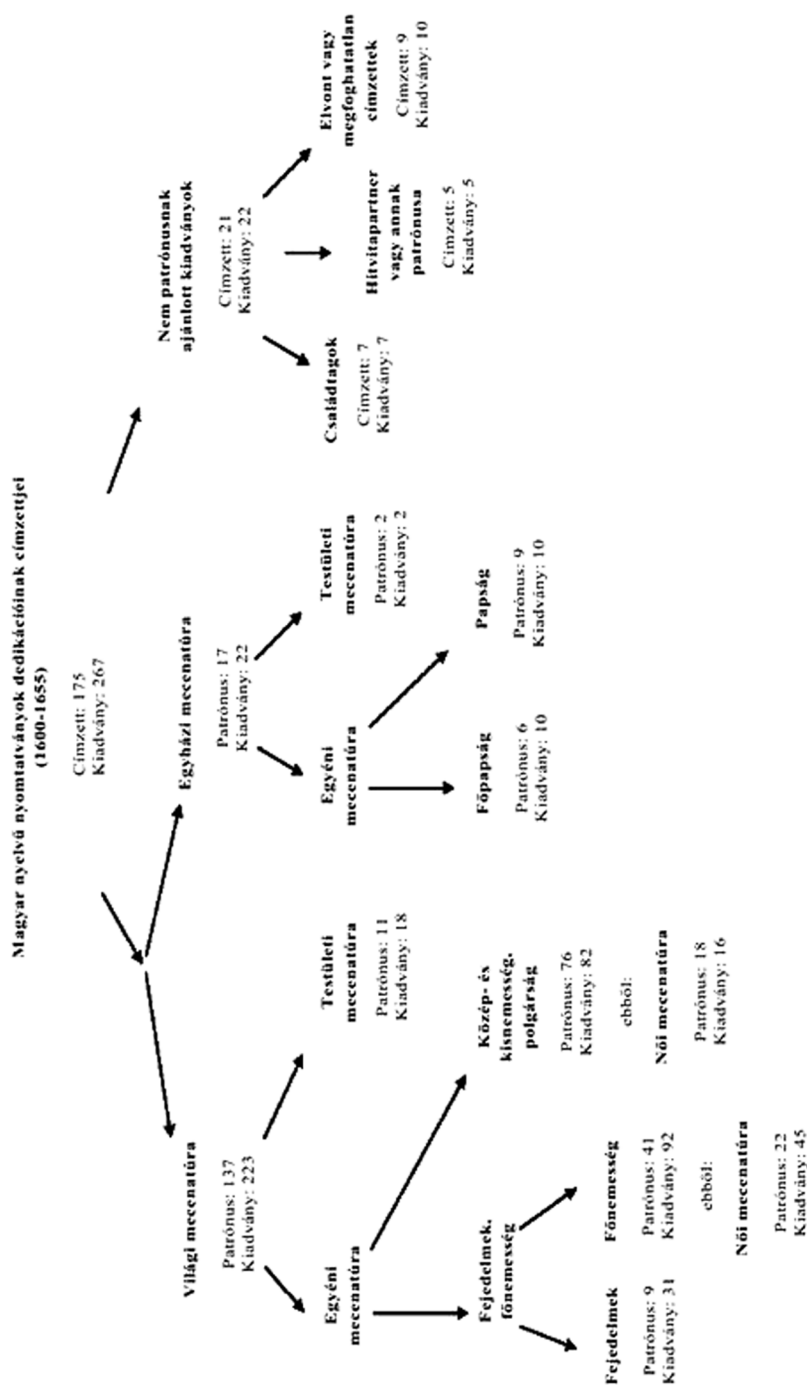 Magyar nyelvű nyomtatványok dedikációinak címzettjei
(1600-1655)
Címzett: 175
Kiadvány: 267
Világi mecenatúra
Patrónus: 137
Kiadvány: 223
Egyházi mecenatúra
Patrónus: 17
Kiadvány: 22
Nem patrónusnak
ajánlott kiadványok
Címzett: 21
Kiadvány: 22
Egyéni
mecenatúra
Testületi
mecenatúra
Patrónus: 11
Kiadvány: 18
Egyéni
mecenatúra
Testületi
mecenatúra
Patrónus: 2
Kiadvány: 2
Családtagok
Címzett: 7
Kiadvány: 7
Hitvitapartner
vagy annak
patrónusa
Címzett: 5
Kiadvány: 5
Elvont vagy
megfoghatatlan
címzettek
Címzett: 9
Kiadvány: 10
Fejedelmek,
főnemesség
Közép- és
kisnemesség,
polgárság
Patrónus: 76
Kiadvány: 82
ebből:
Női mecenatúra
Patrónus: 18
Kiadvány: 16
Főpapság
Patrónus: 6
Kiadvány: 10
Papság
Patrónus: 9
Kiadvány: 10
Fejedelmek
Patrónus: 9
Kiadvány: 31
Főnemesség
Patrónus: 41
Kiadvány: 92
ebből:
Női mecenatúra
Patrónus: 22
Kiadvány: 45